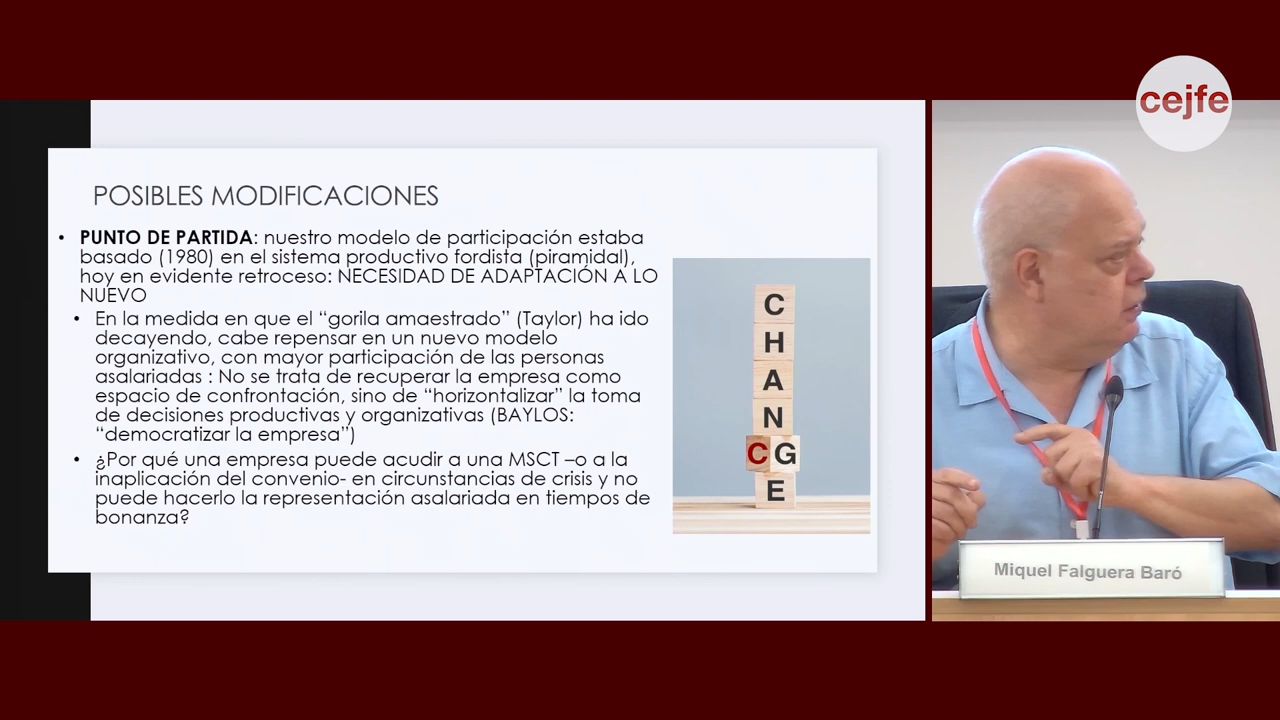 cejfe
POSIBLES MODIFICACIONES
• PUNTO DE PARTIDA: nuestro modelo de participación estaba
basado (1980) en el sistema productivo fordista (piramidal),
hoy en evidente retroceso: NECESIDAD DE ADAPTACIÓN A LO
NUEVO
• En la medida en que el “gorila amaestrado” (Taylor) ha ido
decayendo, cabe repensar en un nuevo modelo
organizativo, con mayor participación de las personas
asalariadas : No se trata de recuperar la empresa como
espacio de confrontación, sino de “horizontalizar” la toma
de decisiones productivas y organizativas (BAYLOS:
“democratizar la empresa”)
• ¿Por qué una empresa puede acudir a una MSCT –o a la
inaplicación del convenio- en circunstancias de crisis y no
puede hacerlo la representación asalariada en tiempos de
bonanza?
C
H
A
N
C G
E
Miquel Falguera Baró